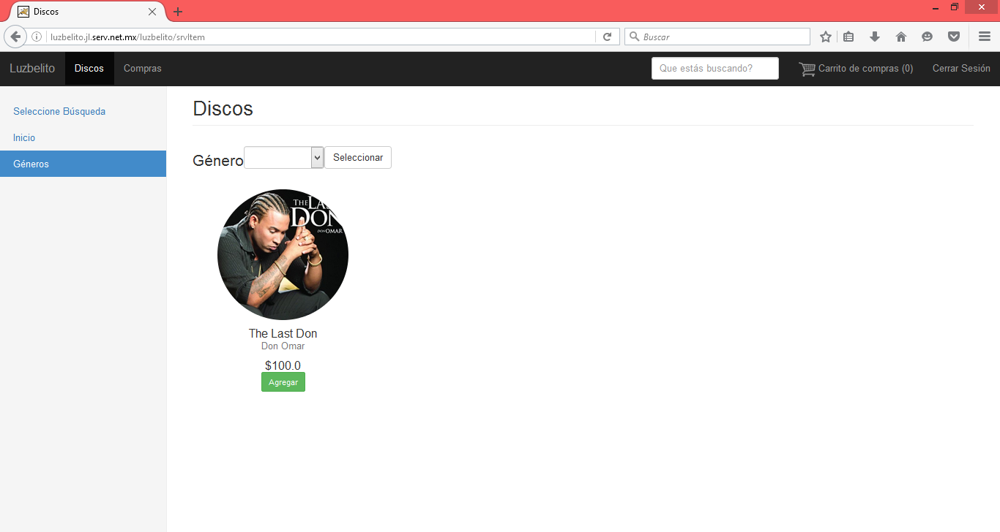 Discos
luzbelito.jl.serv.net.mx/luzbelito/srvItem
Buscar
Luzbelito Discos Compras Que estás buscando? Carrito de compras (0) Cerrar Sesión
Seleccione Búsqueda
Inicio
Géneros
Discos
Género Seleccionar
THE
DON
DON OMAR
The Last Don
Don Omar
$100.0
Agregar